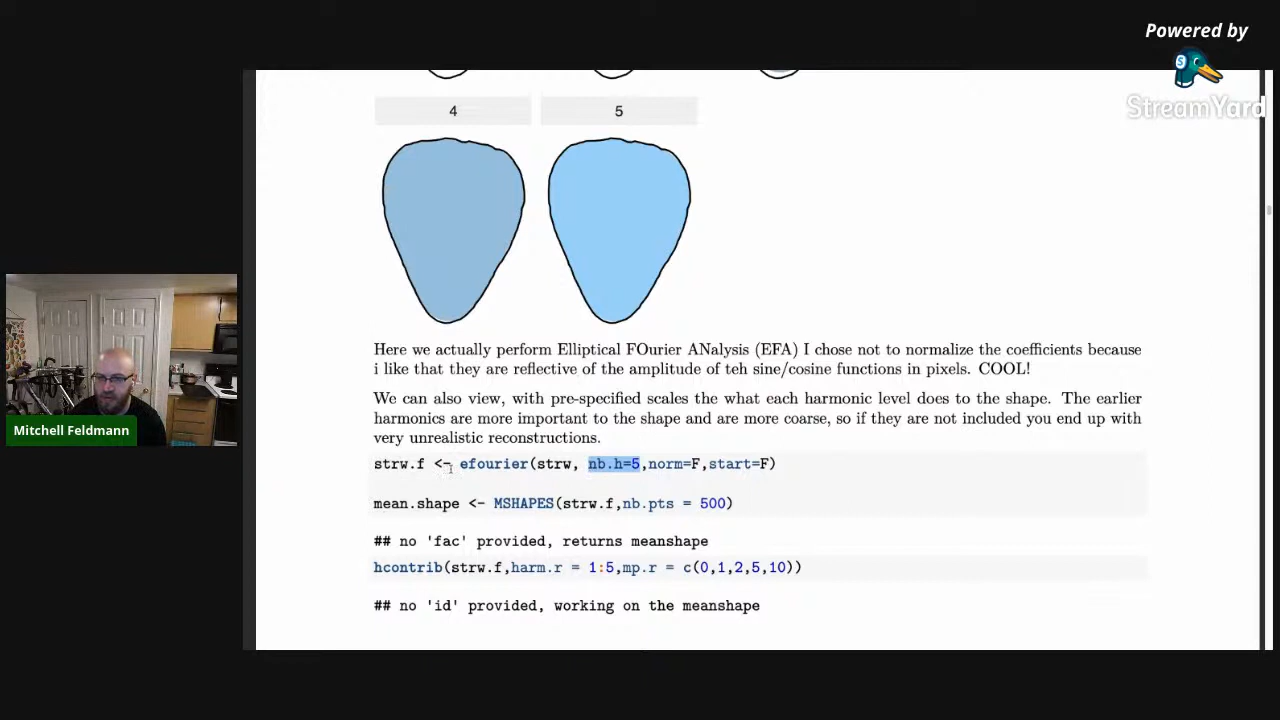 Powered by
S
StreamYard
4
5
Here we actually perform Elliptical FOurier ANalysis (EFA) I chose not to normalize the coefficients because
i like that they are reflective of the amplitude of teh sine/cosine functions in pixels. COOL!
We can also view, with pre-specified scales the what each harmonic level does to the shape. The earlier
harmonics are more important to the shape and are more coarse, so if they are not included you end up with
very unrealistic reconstructions.
strw.f <- efourier(strw, nb.h=5,norm=F,start=F)
mean.shape <- MSHAPES(strw.f,nb.pts = 500)
## no 'fac' provided, returns meanshape
hcontrib(strw.f,harm.r = 1:5,mp.r = c(0,1,2,5,10))
## no 'id' provided, working on the meanshape
Mitchell Feldmann